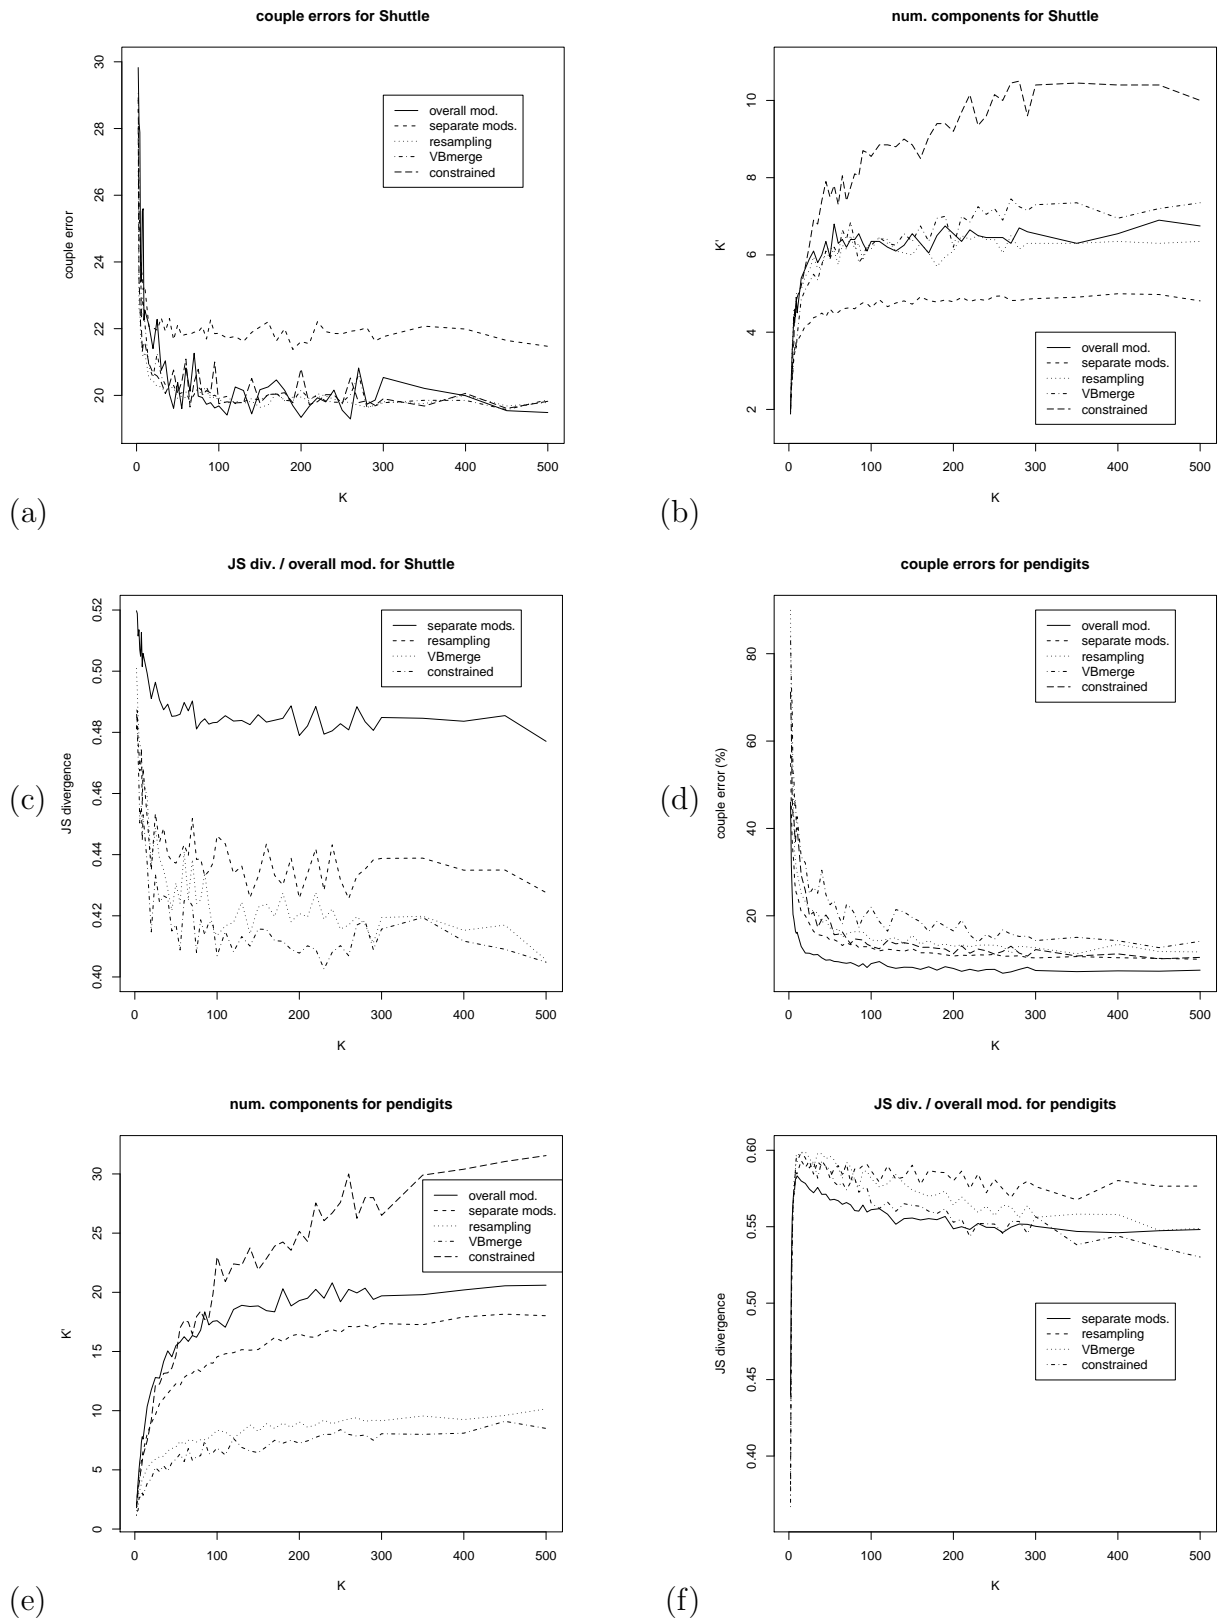 couple errors for Shuttle
30
28
26
24
22
20
couple error
overall mod.
separate mods.
resampling
VBmerge
constrained
0
100
200
300
400
500
K
(a)
num. components for Shuttle
10
8
6
4
2
K'
overall mod.
separate mods.
resampling
VBmerge
constrained
0
100
200
300
400
500
K
(b)
JS div. / overall mod. for Shuttle
0.52
0.50
0.48
0.46
0.44
0.42
0.40
JS divergence
separate mods.
resampling
VBmerge
constrained
0
100
200
300
400
500
K
(c)
couple errors for pendigits
80
60
40
20
couple error (%)
overall mod.
separate mods.
resampling
VBmerge
constrained
0
100
200
300
400
500
K
(d)
num. components for pendigits
30
25
20
15
10
5
0
K'
overall mod.
separate mods.
resampling
VBmerge
constrained
0
100
200
300
400
500
K
(e)
JS div. / overall mod. for pendigits
0.60
0.55
0.50
0.45
0.40
JS divergence
separate mods.
resampling
VBmerge
constrained
0
100
200
300
400
500
K
(f)